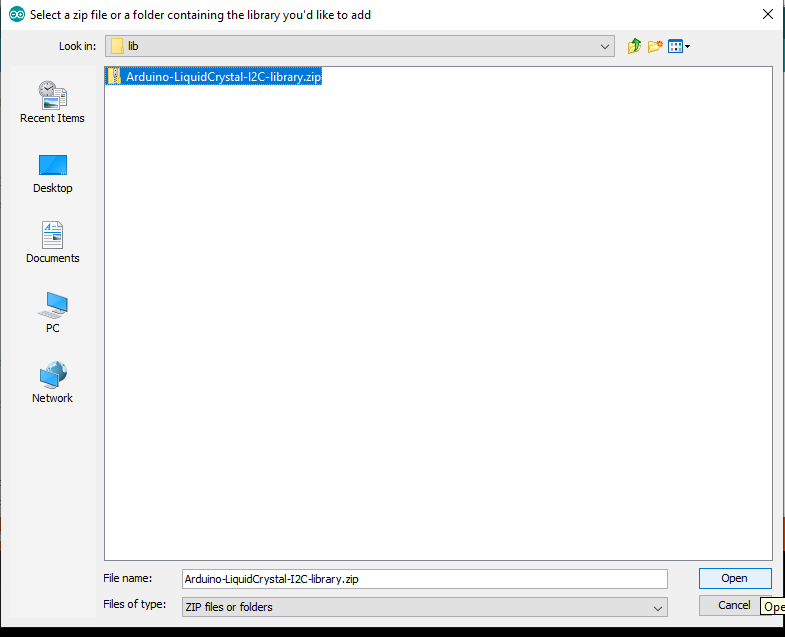 Select a zip file or a folder containing the library you'd like to add
Look in: lib
Arduino-LiquidCrystal-I2C-library.zip
Recent Items
Desktop
Documents
PC
Network
File name: Arduino-LiquidCrystal-I2C-library.zip Open
Files of type: ZIP files or folders Cancel